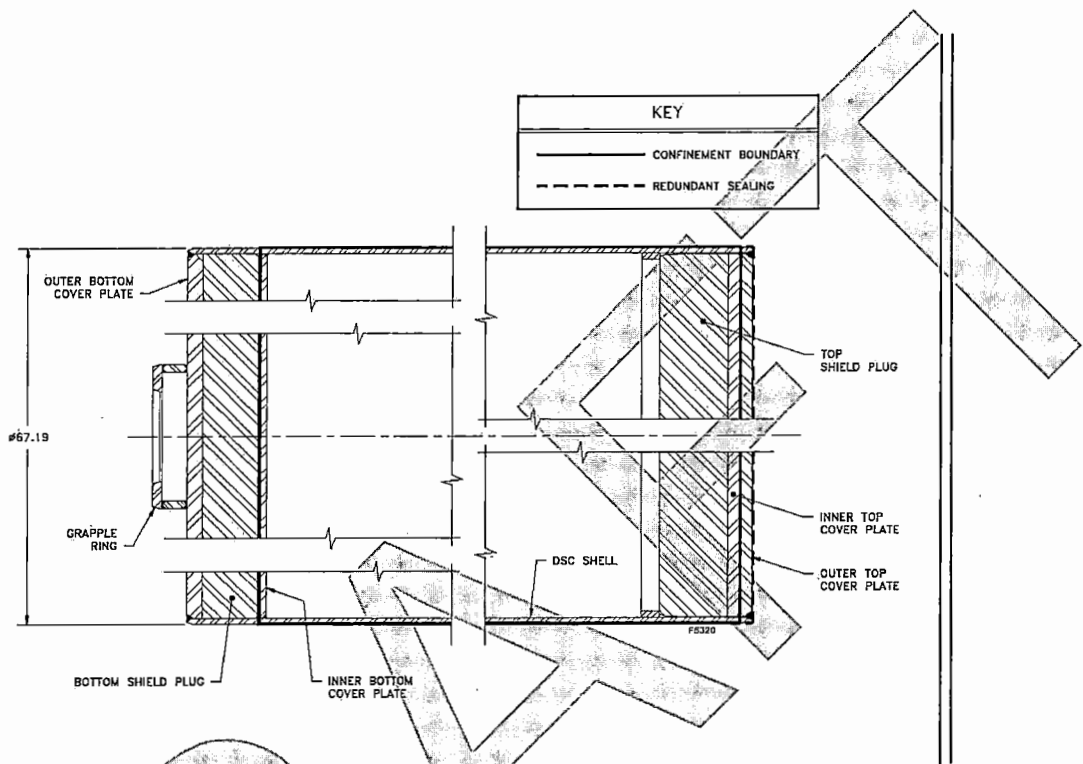 KEY
CONFINEMENT BOUNDARY
REDUNDANT SEALING
OUTER BOTTOM
COVER PLATE
TOP
SHIELD PLUG
ø67.19
GRAPPLE
RING
INNER TOP
COVER PLATE
DSC SHELL
OUTER TOP
COVER PLATE
F5320
BOTTOM SHIELD PLUG
INNER BOTTOM
COVER PLATE